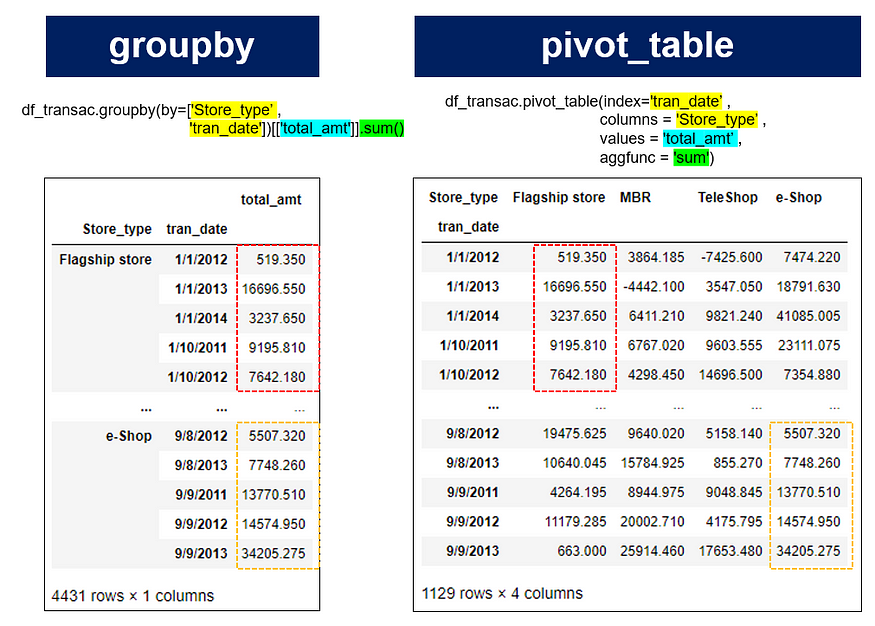 groupby
df_transac.groupby(by=['Store_type',
'tran_date'])[['total_amt']].sum()
total_amt
Store_type tran_date
Flagship store 1/1/2012 519.350
1/1/2013 16696.550
1/1/2014 3237.650
1/10/2011 9195.810
1/10/2012 7642.180
... ... ...
e-Shop 9/8/2012 5507.320
9/8/2013 7748.260
9/9/2011 13770.510
9/9/2012 14574.950
9/9/2013 34205.275
4431 rows × 1 columns
pivot_table
df_transac.pivot_table(index='tran_date' ,
columns = 'Store_type' ,
values = 'total_amt' ,
aggfunc = 'sum')
Store_type Flagship store MBR TeleShop e-Shop
tran_date
1/1/2012 519.350 3864.185 -7425.600 7474.220
1/1/2013 16696.550 -4442.100 3547.050 18791.630
1/1/2014 3237.650 6411.210 9821.240 41085.005
1/10/2011 9195.810 6767.020 9603.555 23111.075
1/10/2012 7642.180 4298.450 14696.500 7354.880
... ... ... ... ...
9/8/2012 19475.625 9640.020 5158.140 5507.320
9/8/2013 10640.045 15784.925 855.270 7748.260
9/9/2011 4264.195 8944.975 9048.845 13770.510
9/9/2012 11179.285 20002.710 4175.795 14574.950
9/9/2013 663.000 25914.460 17653.480 34205.275
1129 rows × 4 columns